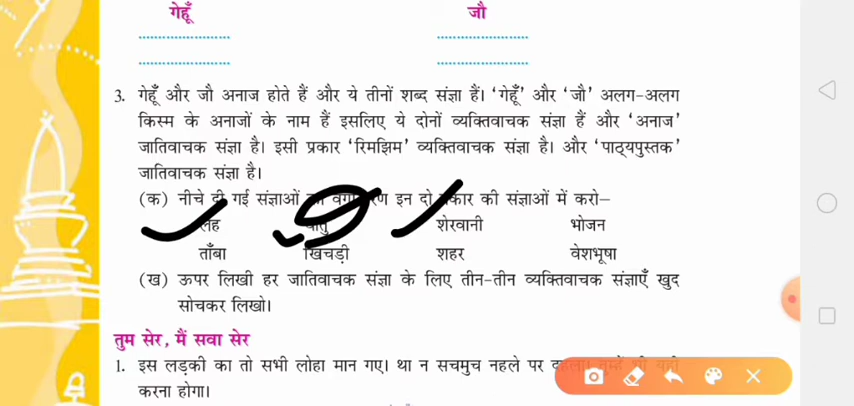 गेहूँ जौ
.......................... ..........................
.......................... ..........................
3. गेहूँ और जौ अनाज होते हैं और ये तीनों शब्द संज्ञा हैं। 'गेहूँ' और 'जौ' अलग-अलग
किस्म के अनाजों के नाम हैं इसलिए ये दोनों व्यक्तिवाचक संज्ञा हैं और 'अनाज'
जातिवाचक संज्ञा है। इसी प्रकार 'रिमझिम' व्यक्तिवाचक संज्ञा है। और 'पाठ्यपुस्तक'
जातिवाचक संज्ञा है।
(क) नीचे दी गई संज्ञाओं इन दो की संज्ञाओं में करो–
शेरवानी भोजन
ताँबा खिचड़ी शहर वेशभूषा
(ख) ऊपर लिखी हर जातिवाचक संज्ञा के लिए तीन-तीन व्यक्तिवाचक संज्ञाएँ खुद
सोचकर लिखो।
तुम सेर, मैं सवा सेर
1. इस लड़की का तो सभी लोहा मान गए। था न सचमुच नहले पर
करना होगा।